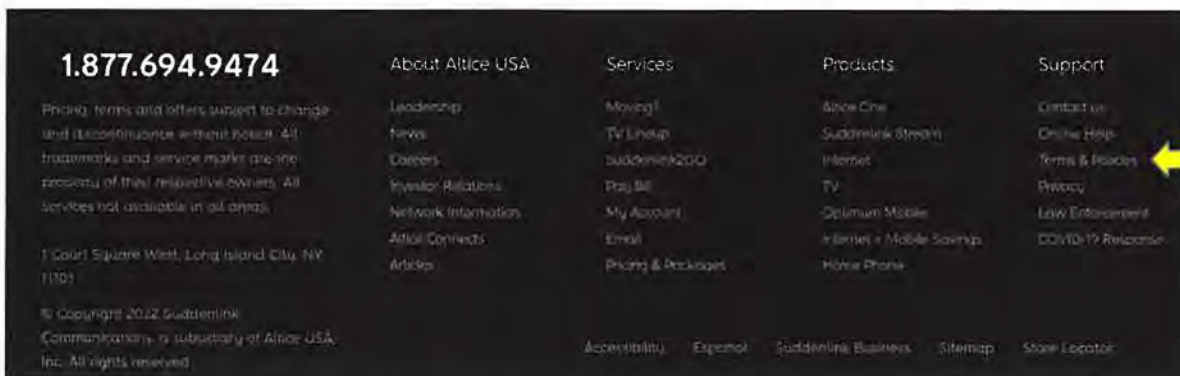 1.877.694.9474
Pricing, terms and offers subject to change
and discontinuance without notice. All
trademarks and service marks are the
property of their respective owners. All
services not available in all areas.
1 Court Square West, Long Island City, NY
11101
© Copyright 2022 Suddenlink
Communications, a subsidiary of Altice USA,
Inc. All rights reserved.
About Altice USA
Leadership
News
Careers
Investor Relations
Network Information
Altice Connects
Articles
Services
Moving?
TV Lineup
Suddenlink2GO
Pay Bill
My Account
Email
Pricing & Packages
Products
Altice One
Suddenlink Stream
Internet
TV
Optimum Mobile
Internet + Mobile Savings
Home Phone
Support
Contact us
Online Help
Terms & Policies
Privacy
Law Enforcement
COVID-19 Response
Accessibility Espanol Suddenlink Business Sitemap Store Locator